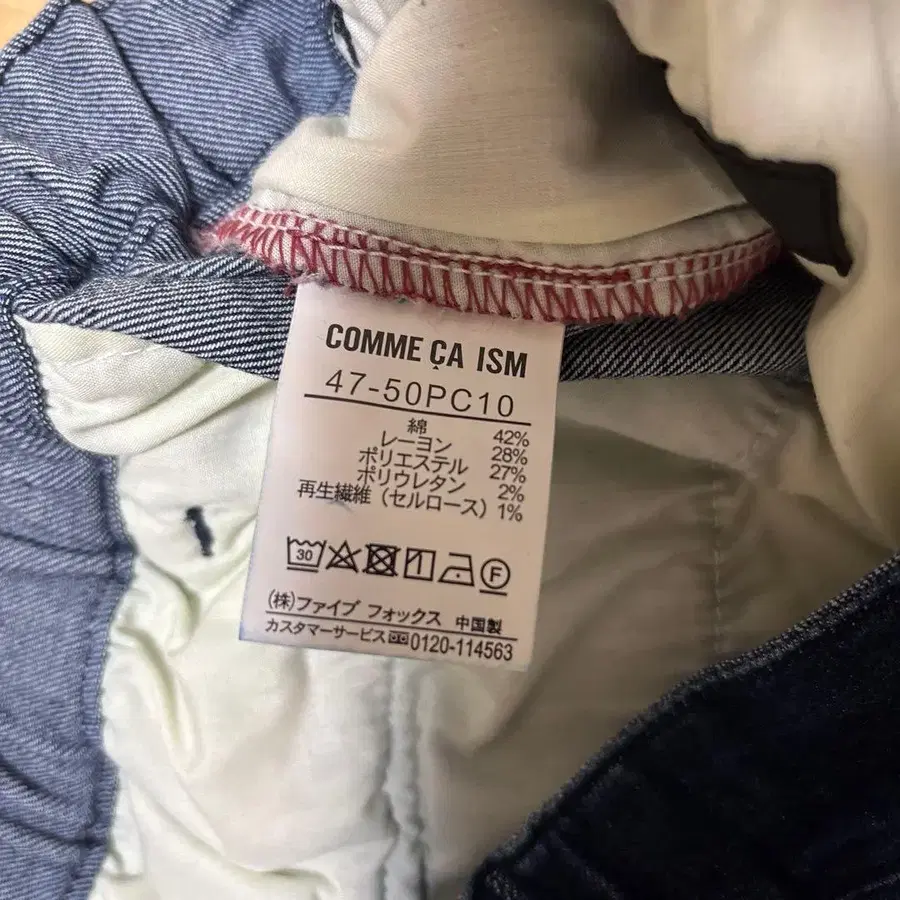 COMME ÇA ISM
47-50PC10
綿 42%
レーヨン 28%
ポリエステル 27%
ポリウレタン 2%
再生繊維（セルロース）1%
30
F
(株)ファイブ フォックス 中国製
カスタマーサービス 0120-114563